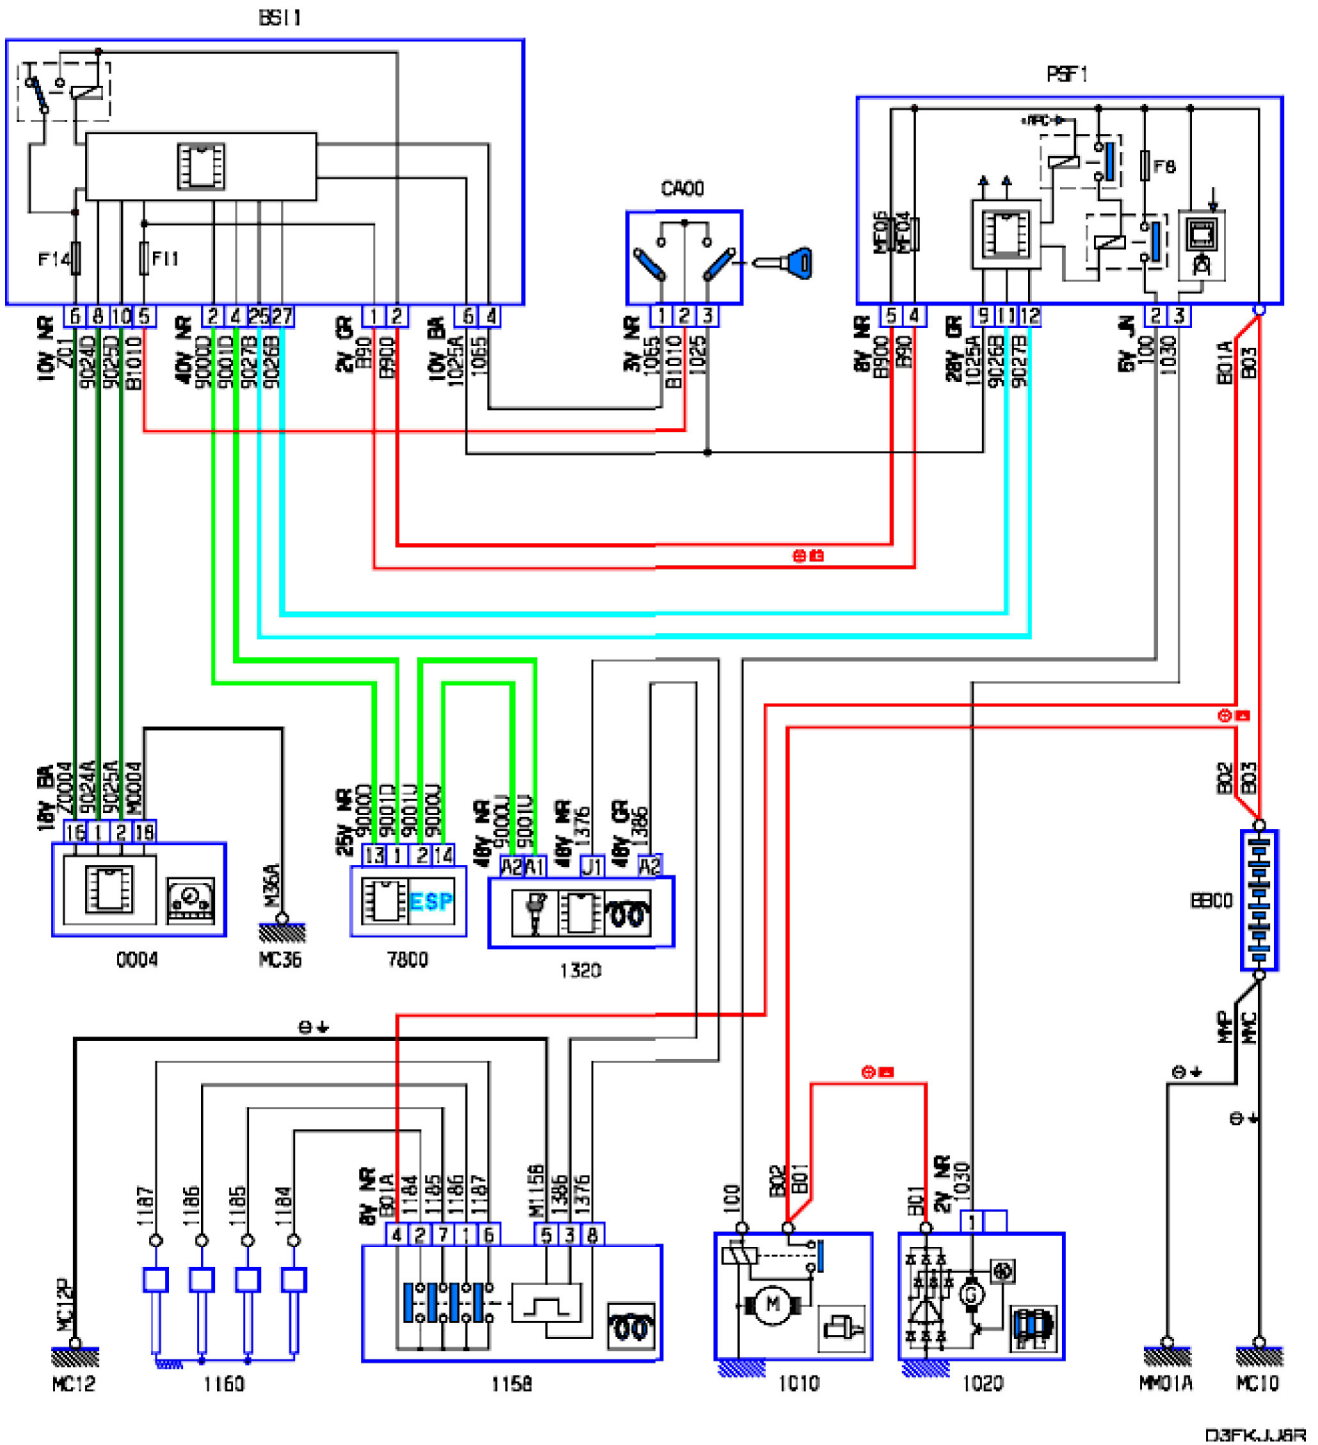 BSI1
PSF1
CA00
F14
F11
MF06
MF04
F8
6 8 10 5
2 4 25 27
1 2
6 4
1 2 3
5 4
9 11 12
2 3
10V NR
Z01
9024D
9025D
B1010
40V NR
9000D
9001D
9027B
9026B
2V GR
B90
B900
10V BA
1025A
1065
3V NR
1065
B1010
1025
8V NR
B900
B90
28V GR
1025A
9026B
9027B
5V JN
100
1030
B01A
B03
18V BA
Z0004
9024A
9025A
M0004
16 1 2 18
M36A
0004
MC36
25V NR
9000D
9001D
9001U
9000U
13 1 2 14
ESP
7800
48V NR
9000U
9001U
48V MR
1376
48V GR
1386
A2 A1 J1 A2
1320
B02
B03
BB00
MMP
MMC
1187
1186
1185
1184
8V NR
B01A
1184
1185
1186
1187
M1158
1386
1376
4 2 7 1 6 5 3 8
100
B02
B01
B01
2V NR
1030
1
M
G
MC12P
MC12
1160
1158
1010
1020
MM01A
MC10
D3FKJJ8R